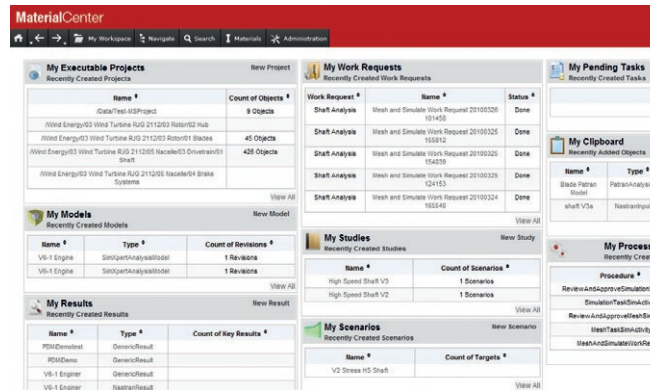 MaterialCenter
My Workspace Navigate Search Materials Administration
My Executable Projects New Project
Recently Created Projects
Name Count of Objects
/Data/Test-MSProject 9 Objects
/Wind Energy/03 Wind Turbine RJG 2112/03 Rotor/02 Hub
/Wind Energy/03 Wind Turbine RJG 2112/03 Rotor/01 Blades 45 Objects
/Wind Energy/03 Wind Turbine RJG 2112/05 Nacelle/03 Drivetrain/01 Shaft 426 Objects
/Wind Energy/03 Wind Turbine RJG 2112/05 Nacelle/04 Brake Systems
View All
My Models New Model
Recently Created Models
Name Type Count of Revisions
V6-1 Engine SimXpertAnalysisModel 1 Revisions
V6-1 Engine SimXpertAnalysisModel 1 Revisions
View All
My Results New Result
Recently Created Results
Name Type Count of Key Results
PDMDemotest GenericResult
PDMDemo GenericResult
V6-1 Enginer GenericResult
V6-1 Enginer NastranResult
My Work Requests
Recently Created Work Requests
Work Request Name Status
Shaft Analysis Mesh and Simulate Work Request 20100326 101450 Done
Shaft Analysis Mesh and Simulate Work Request 20100325 155812 Done
Shaft Analysis Mesh and Simulate Work Request 20100325 154039 Done
Shaft Analysis Mesh and Simulate Work Request 20100325 124153 Done
Shaft Analysis Mesh and Simulate Work Request 20100324 165540 Done
View All
My Studies New Study
Recently Created Studies
Name Count of Scenarios
High Speed Shaft V3 1 Scenarios
High Speed Shaft V2 1 Scenarios
View All
My Scenarios New Scenario
Recently Created Scenarios
Name Count of Targets
V2 Stress HS Shaft
View All
My Pending Tasks
Recently Created Tasks
My Clipboard
Recently Added Objects
Name Type
Blade Patran Model PatranAnalysis
shaft V3a NastranInput
My Process
Recently Creat
Procedure
ReviewAndApproveSimulation
SimulationTaskSimActiv
ReviewAndApproveMeshSim
MeshTaskSimActivity
MeshAndSimulateWorkRe